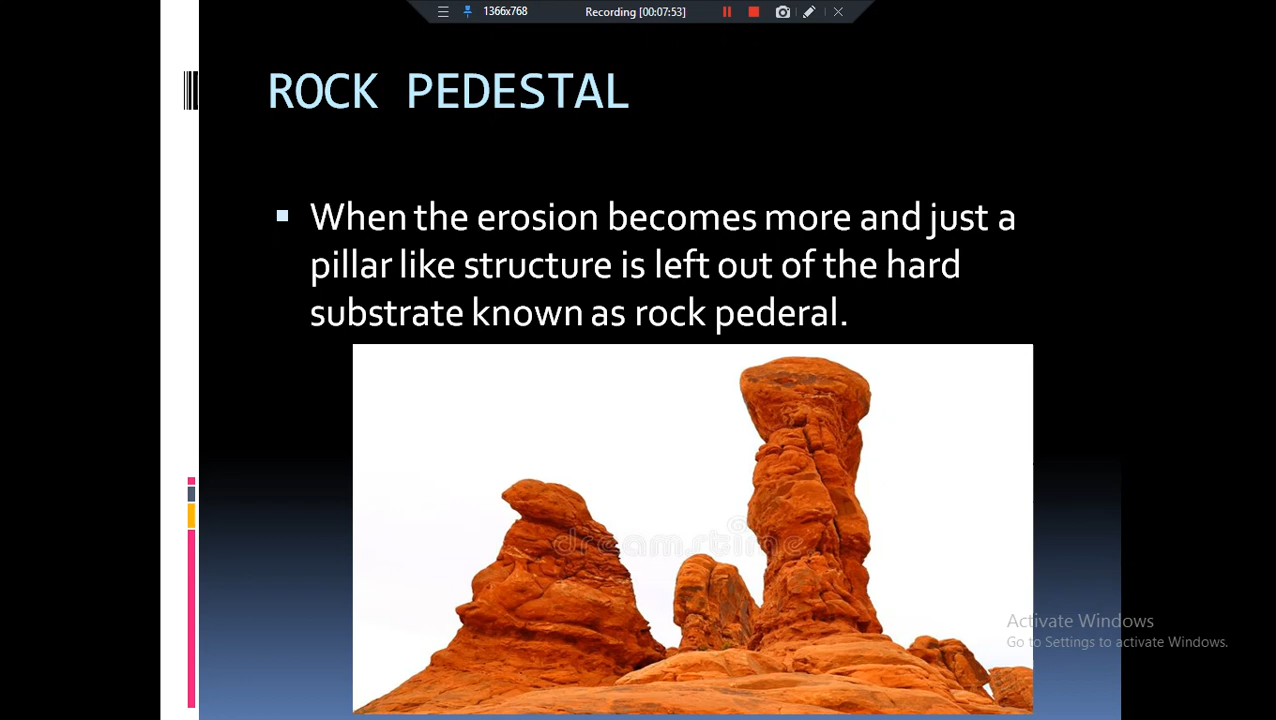 1366x768 Recording [00:07:53]
ROCK PEDESTAL
When the erosion becomes more and just a
pillar like structure is left out of the hard
substrate known as rock pederal.
dreamstime
Activate Windows
Go to Settings to activate Windows.